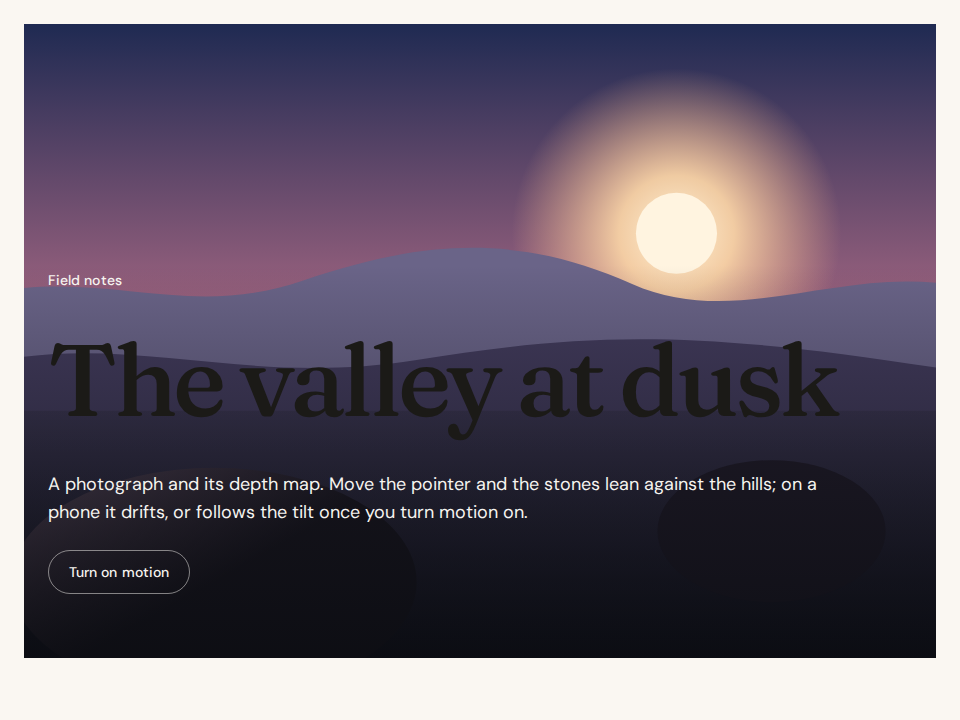 Field notes
The valley at dusk
A photograph and its depth map. Move the pointer and the stones lean against the hills; on a
phone it drifts, or follows the tilt once you turn motion on.
Turn on motion